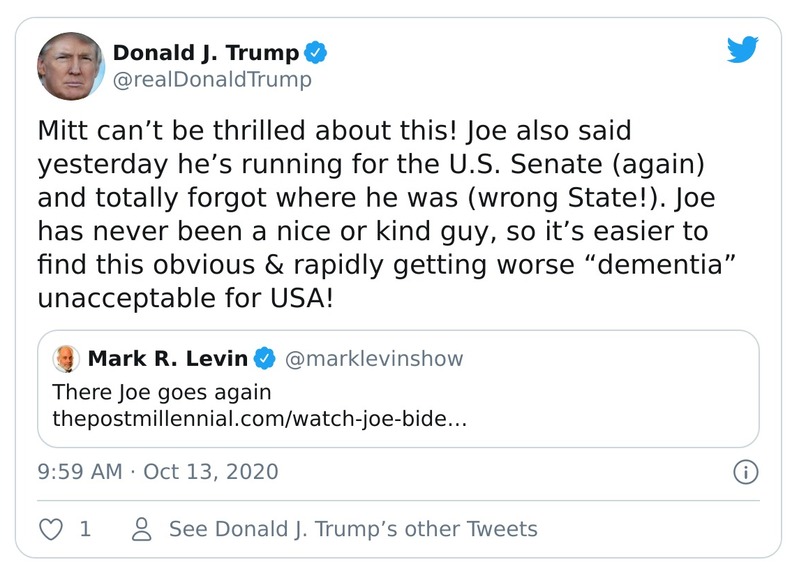 Donald J. Trump
@realDonaldTrump
Mitt can’t be thrilled about this! Joe also said
yesterday he’s running for the U.S. Senate (again)
and totally forgot where he was (wrong State!). Joe
has never been a nice or kind guy, so it’s easier to
find this obvious & rapidly getting worse “dementia”
unacceptable for USA!
Mark R. Levin @marklevinshow
There Joe goes again
thepostmillennial.com/watch-joe-bide…
9:59 AM · Oct 13, 2020
1 See Donald J. Trump’s other Tweets